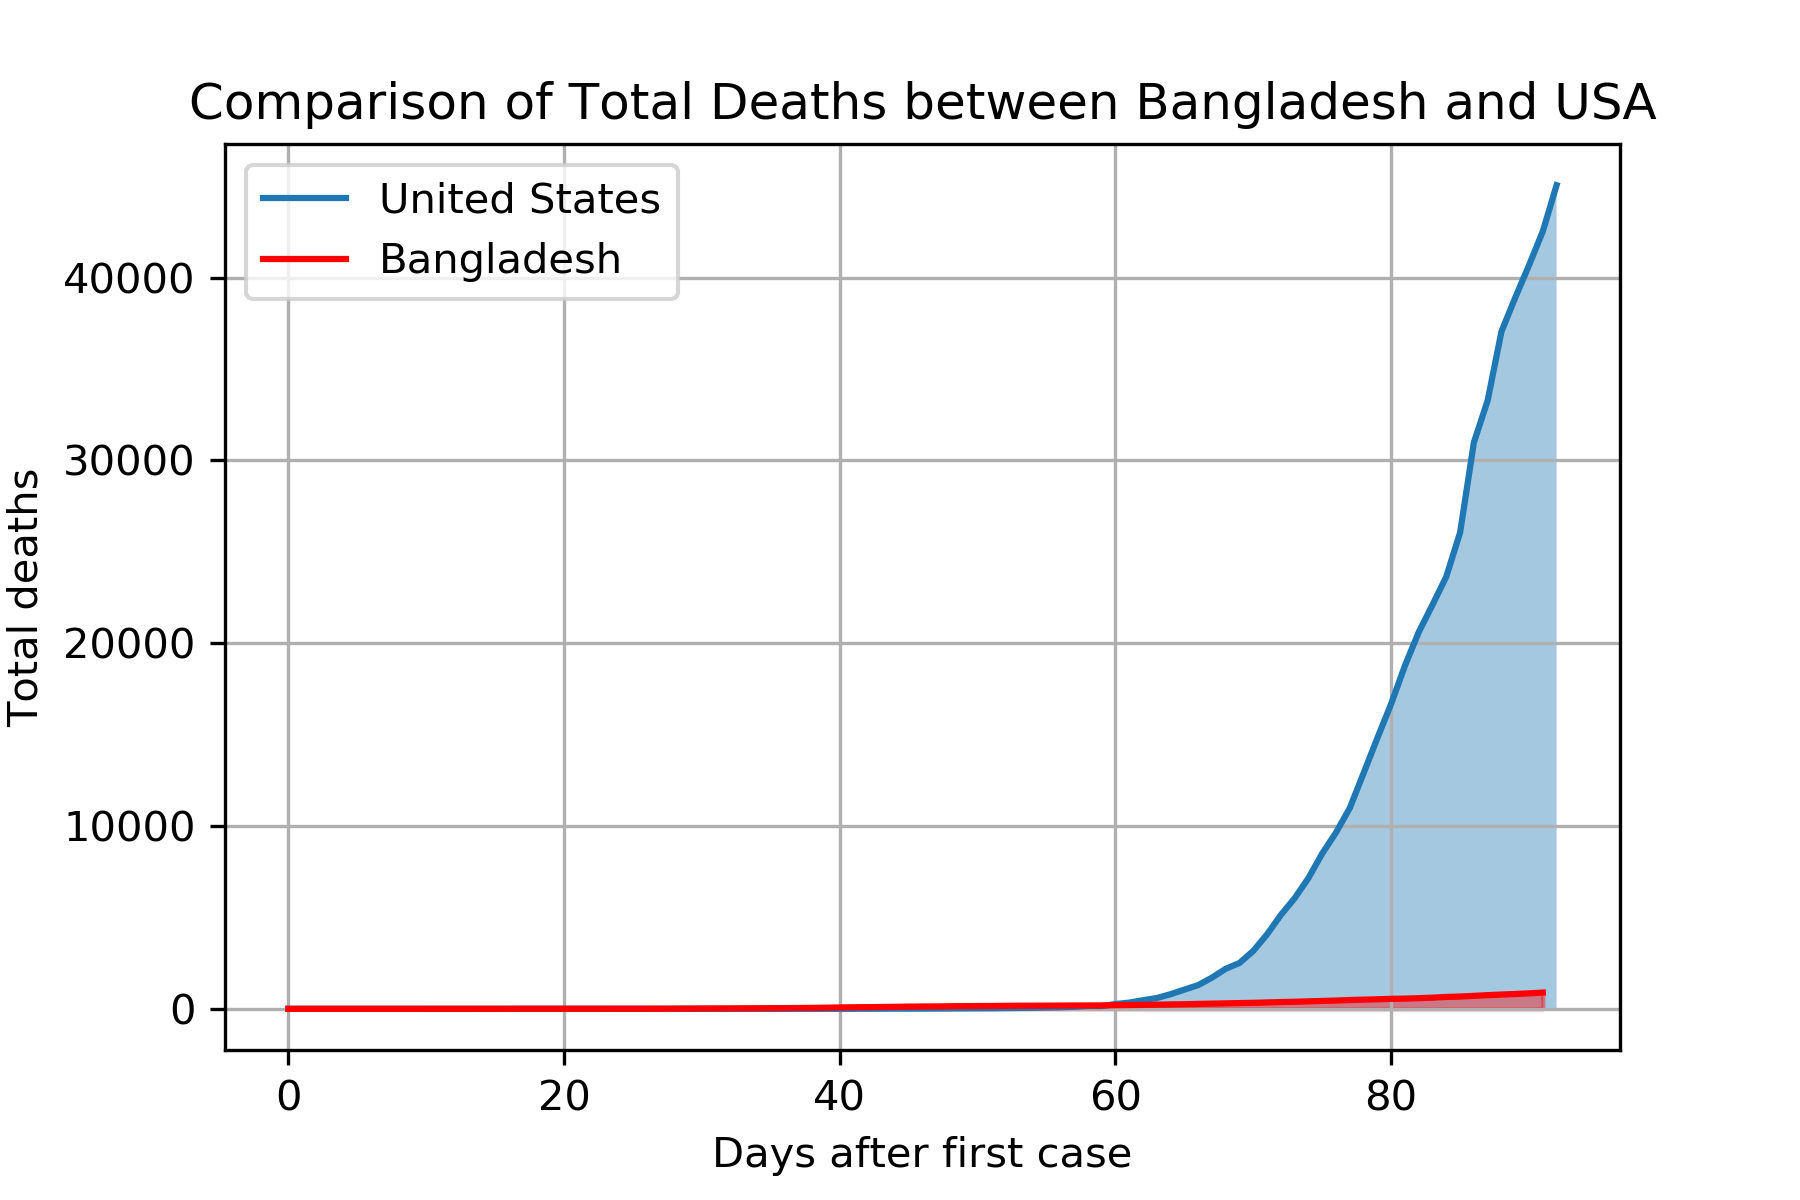 Comparison of Total Deaths between Bangladesh and USA
United States
Bangladesh
Total deaths
40000
30000
20000
10000
0
0 20 40 60 80
Days after first case